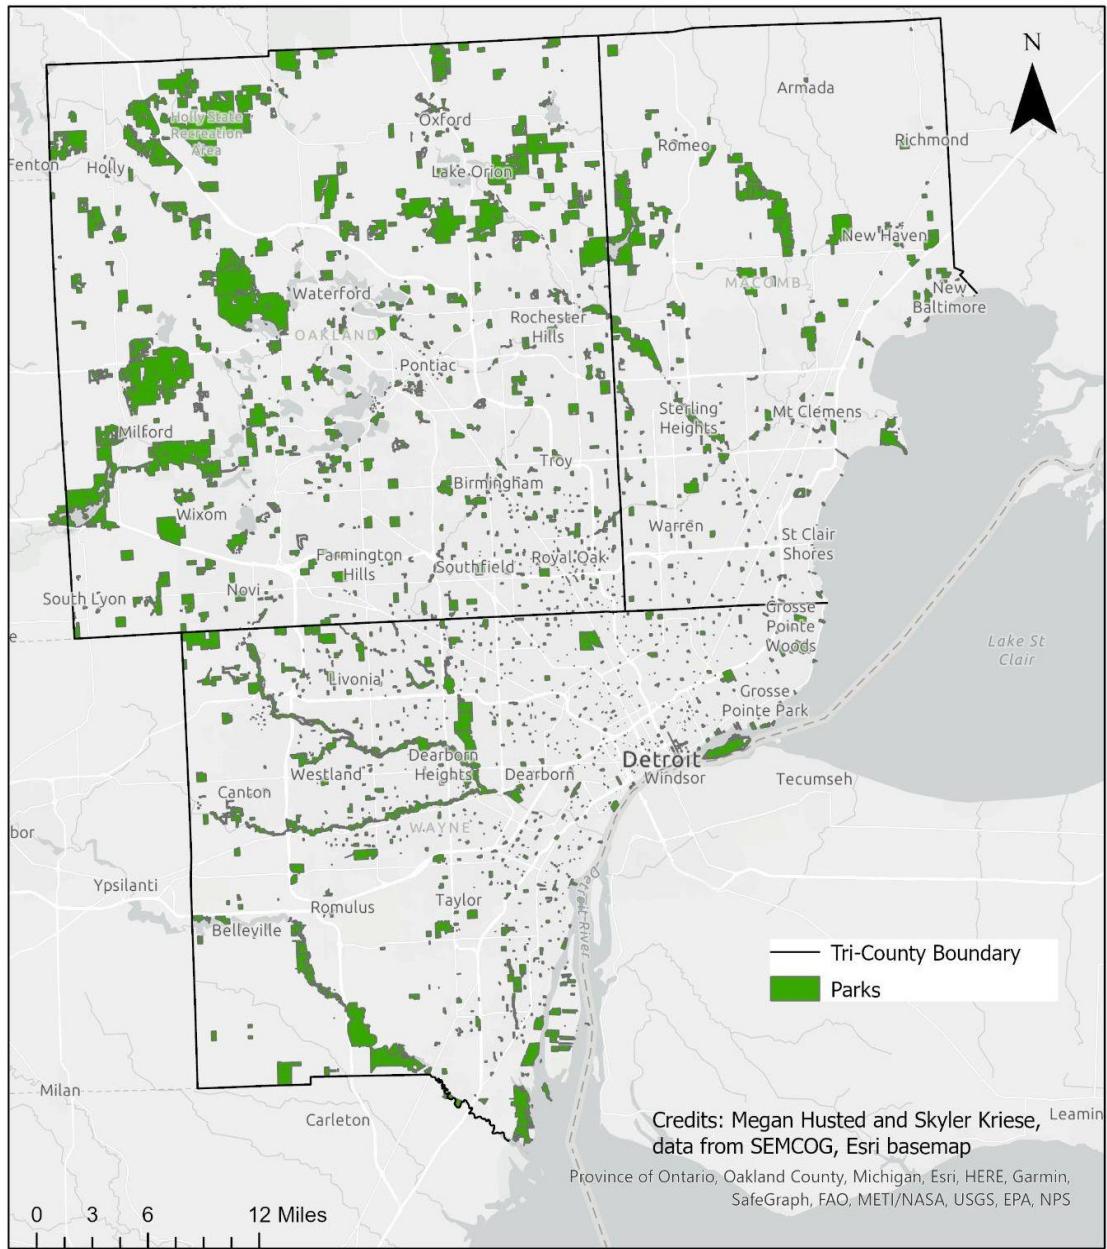 N
Armada
Holly State
Recreation
Area
Oxford
Richmond
Romeo
Fenton
Holly
Lake Orion
New Haven
MACOMB
New
Baltimore
Waterford
Rochester
Hills
OAKLAND
Pontiac
Sterling
Heights
Mt Clemens
Milford
Troy
Birmingham
Wixom
Warren
St Clair
Shores
Farmington
Hills
Southfield
Royal Oak
Novi
South Lyon
Grosse
Pointe
Woods
e
Lake St
Clair
Livonia
Grosse
Pointe Park
Dearborn
Heights
Detroit
Westland
Dearborn
Windsor
Tecumseh
Canton
WAYNE
bor
Ypsilanti
Romulus
Taylor
Detroit River
Belleville
Tri-County Boundary
Parks
Milan
Carleton
Leamin
Credits: Megan Husted and Skyler Kriese,
data from SEMCOG, Esri basemap
Province of Ontario, Oakland County, Michigan, Esri, HERE, Garmin,
SafeGraph, FAO, METI/NASA, USGS, EPA, NPS
0 3 6 12 Miles